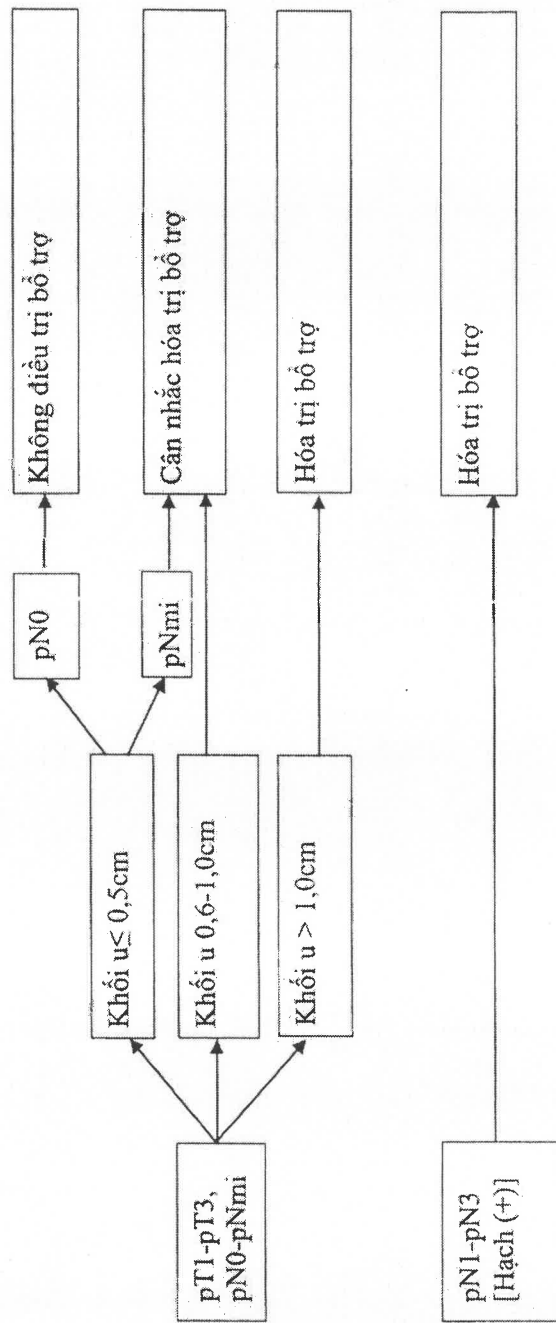 pT1-pT3,
pN0-pNmi
Khối u≤ 0,5cm
Khối u 0,6-1,0cm
Khối u > 1,0cm
pN0
pNmi
Không điều trị bổ trợ
Cân nhắc hóa trị bổ trợ
Hóa trị bổ trợ
pN1-pN3
[Hạch (+)]
Hóa trị bổ trợ